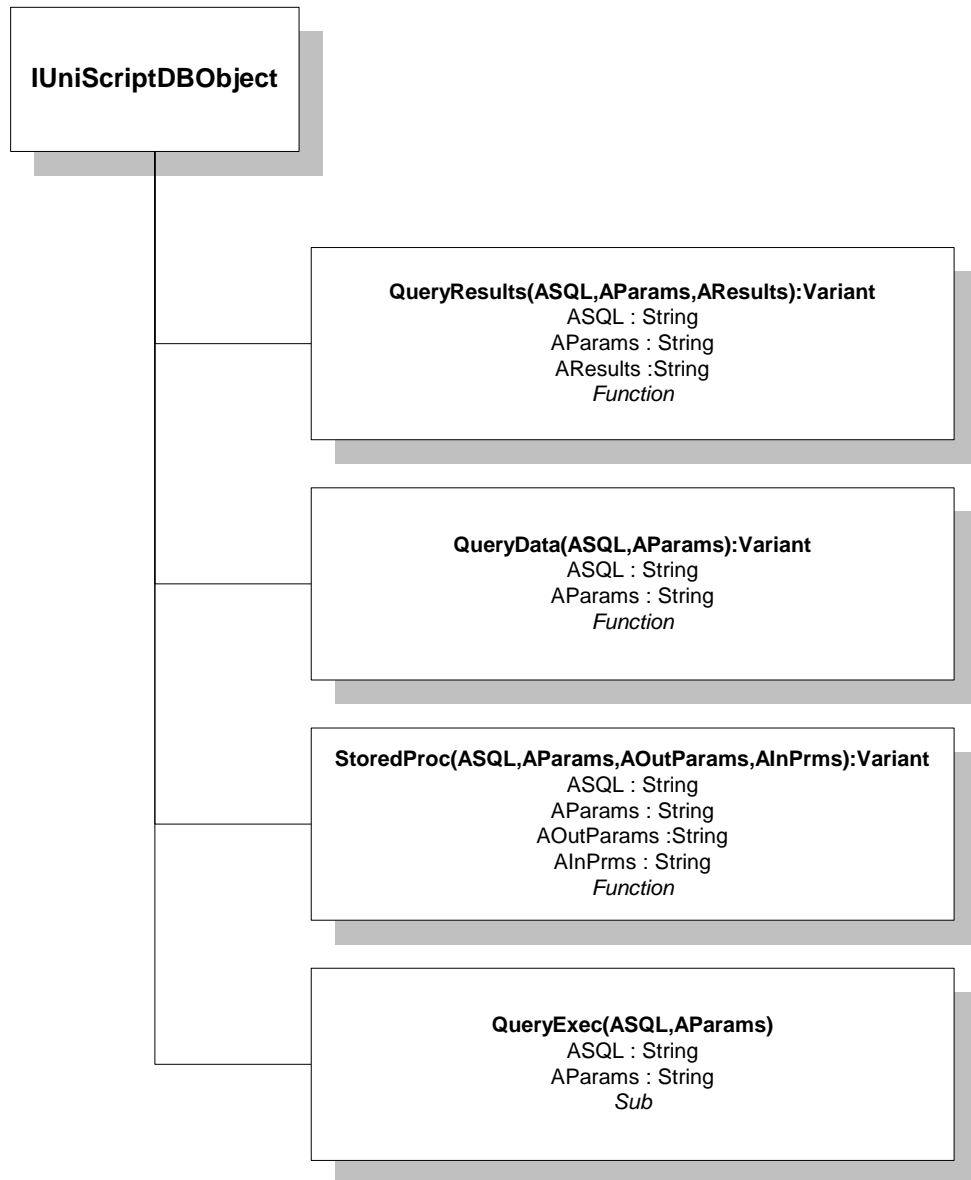 IUniScriptDBObject
QueryResults(ASQL,AParams,AResults):Variant
ASQL : String
AParams : String
AResults :String
Function
QueryData(ASQL,AParams):Variant
ASQL : String
AParams : String
Function
StoredProc(ASQL,AParams,AOutParams,AInPrms):Variant
ASQL : String
AParams : String
AOutParams :String
AInPrms : String
Function
QueryExec(ASQL,AParams)
ASQL : String
AParams : String
Sub